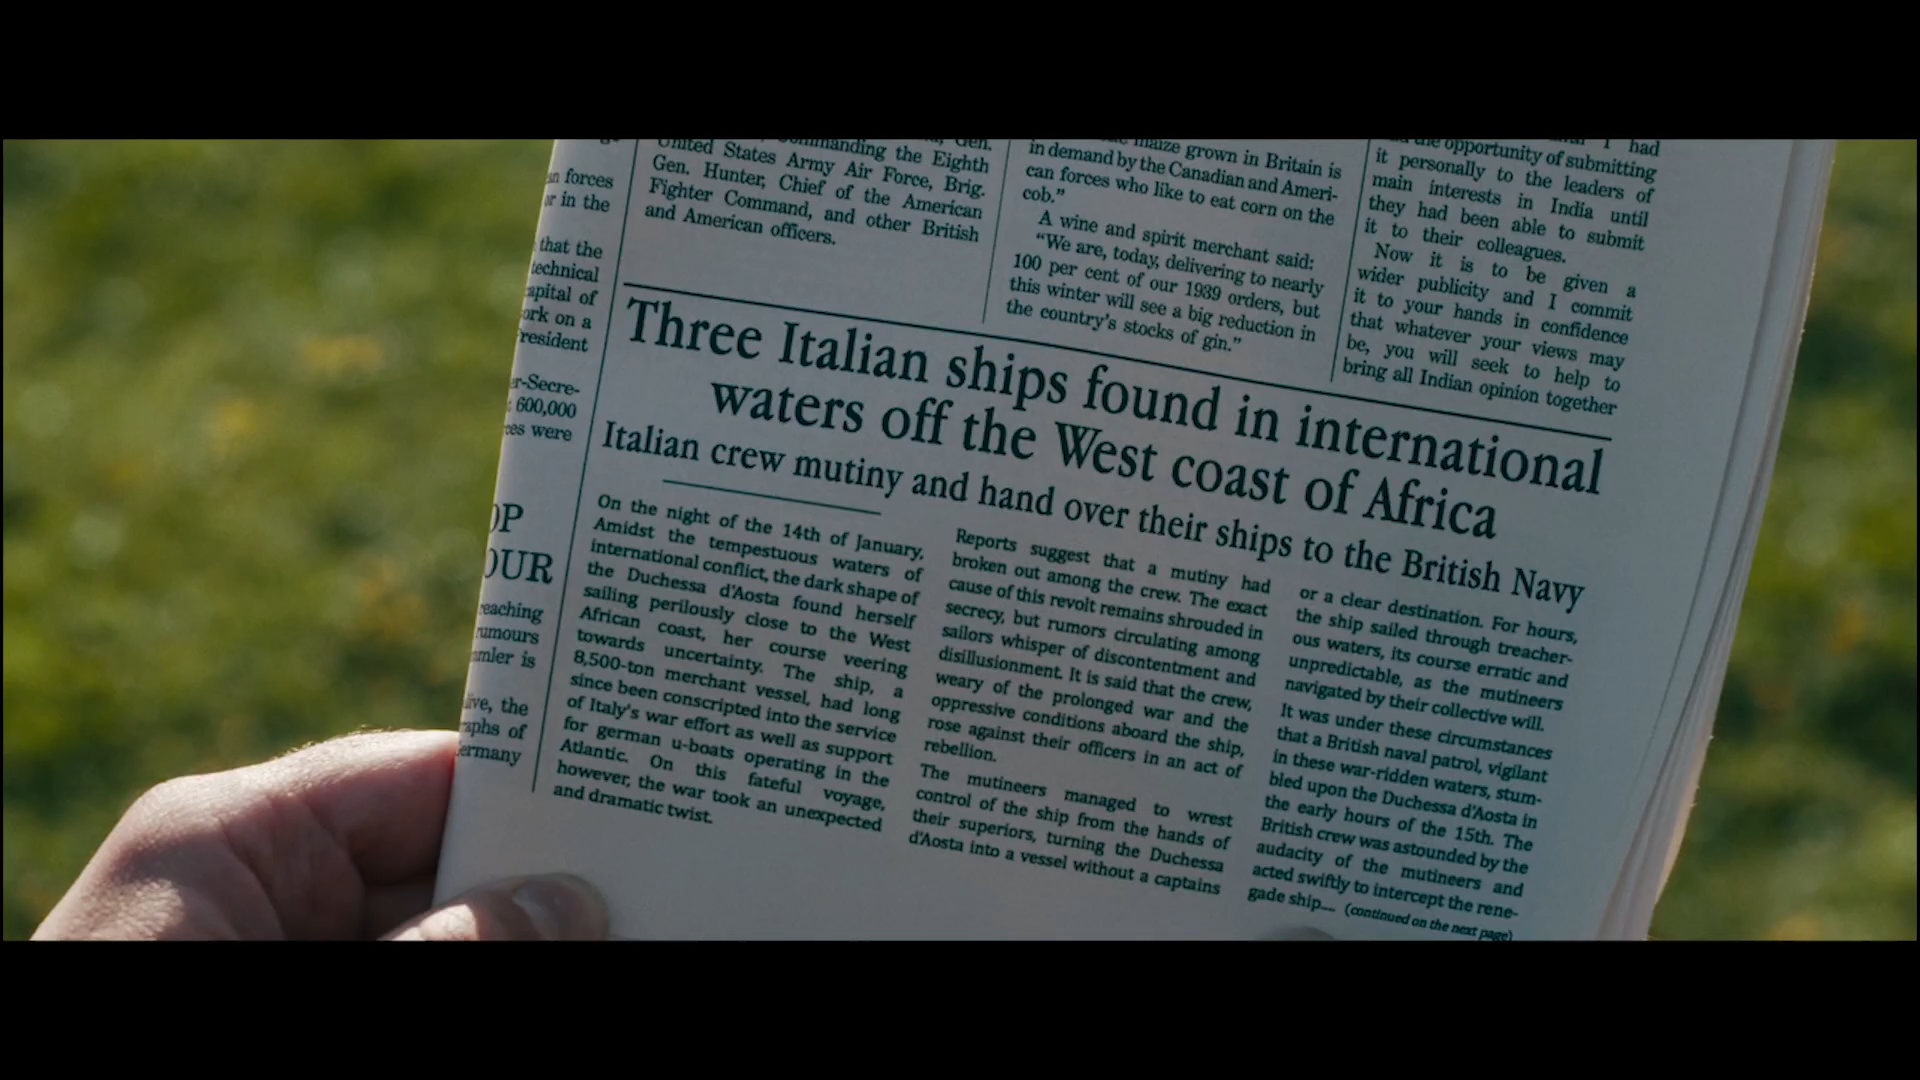 an forces
or in the
that the
technical
apital of
ork on a
resident
er-Secre-
600,000
ces were
OP
OUR
reaching
rumours
mler is
live, the
raphs of
ermany
Gen.
Commanding the Eighth
United States Army Air Force, Brig.
Gen. Hunter, Chief of the American
Fighter Command, and other British
and American officers.
maize grown in Britain is
in demand by the Canadian and Ameri-
can forces who like to eat corn on the
cob."
A wine and spirit merchant said:
"We are, today, delivering to nearly
100 per cent of our 1939 orders, but
this winter will see a big reduction in
the country's stocks of gin."
I had
the opportunity of submitting
it personally to the leaders of
main interests in India until
they had been able to submit
it to their colleagues.
Now it is to be given a
wider publicity and I commit
it to your hands in confidence
that whatever your views may
be, you will seek to help to
bring all Indian opinion together
Three Italian ships found in international
waters off the West coast of Africa
Italian crew mutiny and hand over their ships to the British Navy
On the night of the 14th of January,
Amidst the tempestuous waters of
international conflict, the dark shape of
the Duchessa d'Aosta found herself
sailing perilously close to the West
African coast, her course veering
towards uncertainty. The ship, a
8,500-ton merchant vessel, had long
since been conscripted into the service
of Italy's war effort as well as support
for german u-boats operating in the
Atlantic. On this fateful voyage,
however, the war took an unexpected
and dramatic twist.
Reports suggest that a mutiny had
broken out among the crew. The exact
cause of this revolt remains shrouded in
secrecy, but rumors circulating among
sailors whisper of discontentment and
disillusionment. It is said that the crew,
weary of the prolonged war and the
oppressive conditions aboard the ship,
rose against their officers in an act of
rebellion.
The mutineers managed to wrest
control of the ship from the hands of
their superiors, turning the Duchessa
d'Aosta into a vessel without a captains
or a clear destination. For hours,
the ship sailed through treacher-
ous waters, its course erratic and
unpredictable, as the mutineers
navigated by their collective will.
It was under these circumstances
that a British naval patrol, vigilant
in these war-ridden waters, stum-
bled upon the Duchessa d'Aosta in
the early hours of the 15th. The
British crew was astounded by the
audacity of the mutineers and
acted swiftly to intercept the rene-
gade ship.... (continued on the next page)